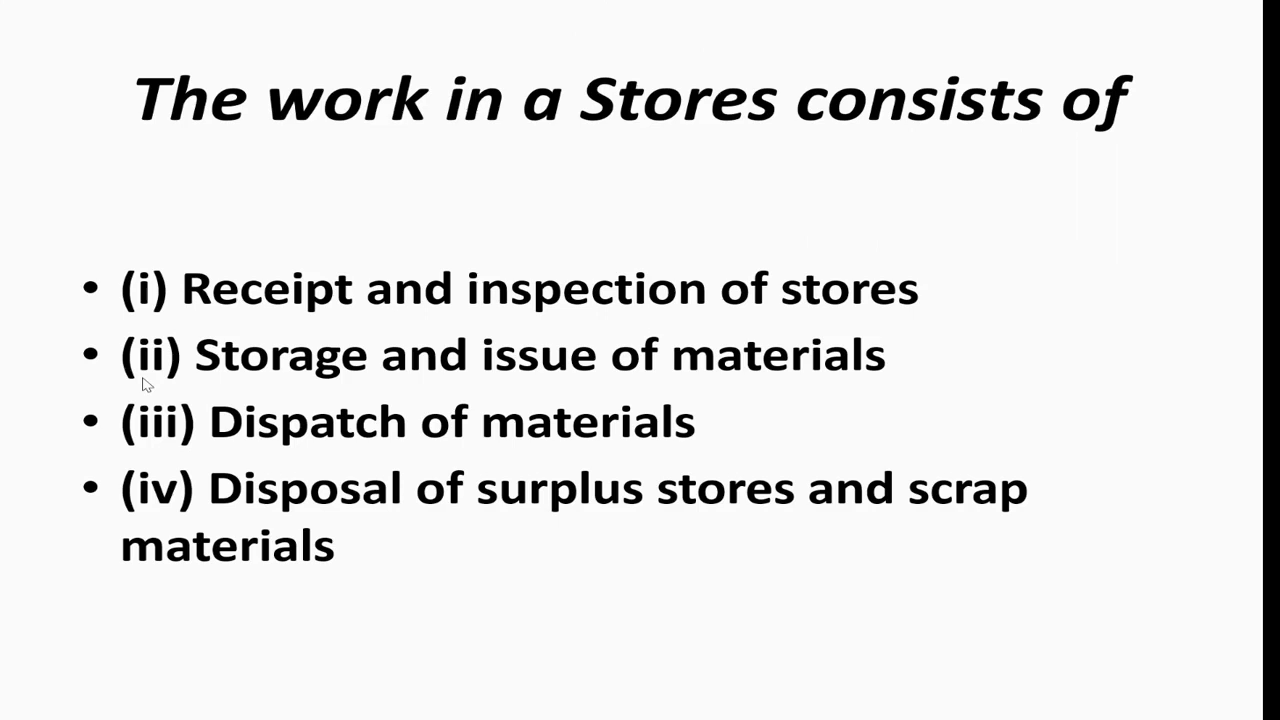 The work in a Stores consists of
• (i) Receipt and inspection of stores
• (ii) Storage and issue of materials
• (iii) Dispatch of materials
• (iv) Disposal of surplus stores and scrap
materials